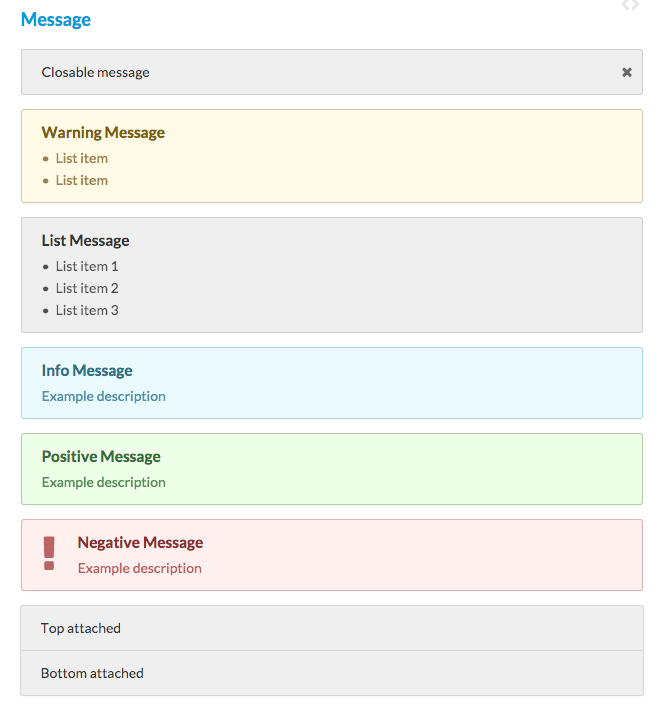 Message
Closable message
Warning Message
List item
List item
List Message
List item 1
List item 2
List item 3
Info Message
Example description
Positive Message
Example description
Negative Message
Example description
Top attached
Bottom attached